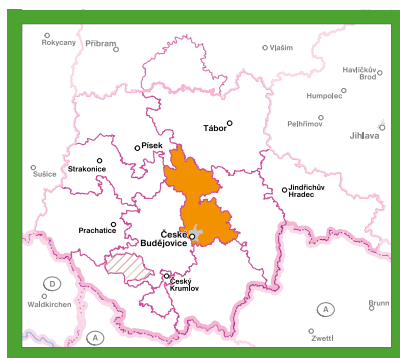 Rokycany
Příbram
Vlašim
Havlíčkův
Brod
Humpolec
Pelhřimov
Tábor
Jihlava
Písek
Strakonice
Sušice
Jindřichův
Hradec
Prachatice
České
Budějovice
Český
Krumlov
D
Waldkirchen
A
Brunn
A
Zwettl